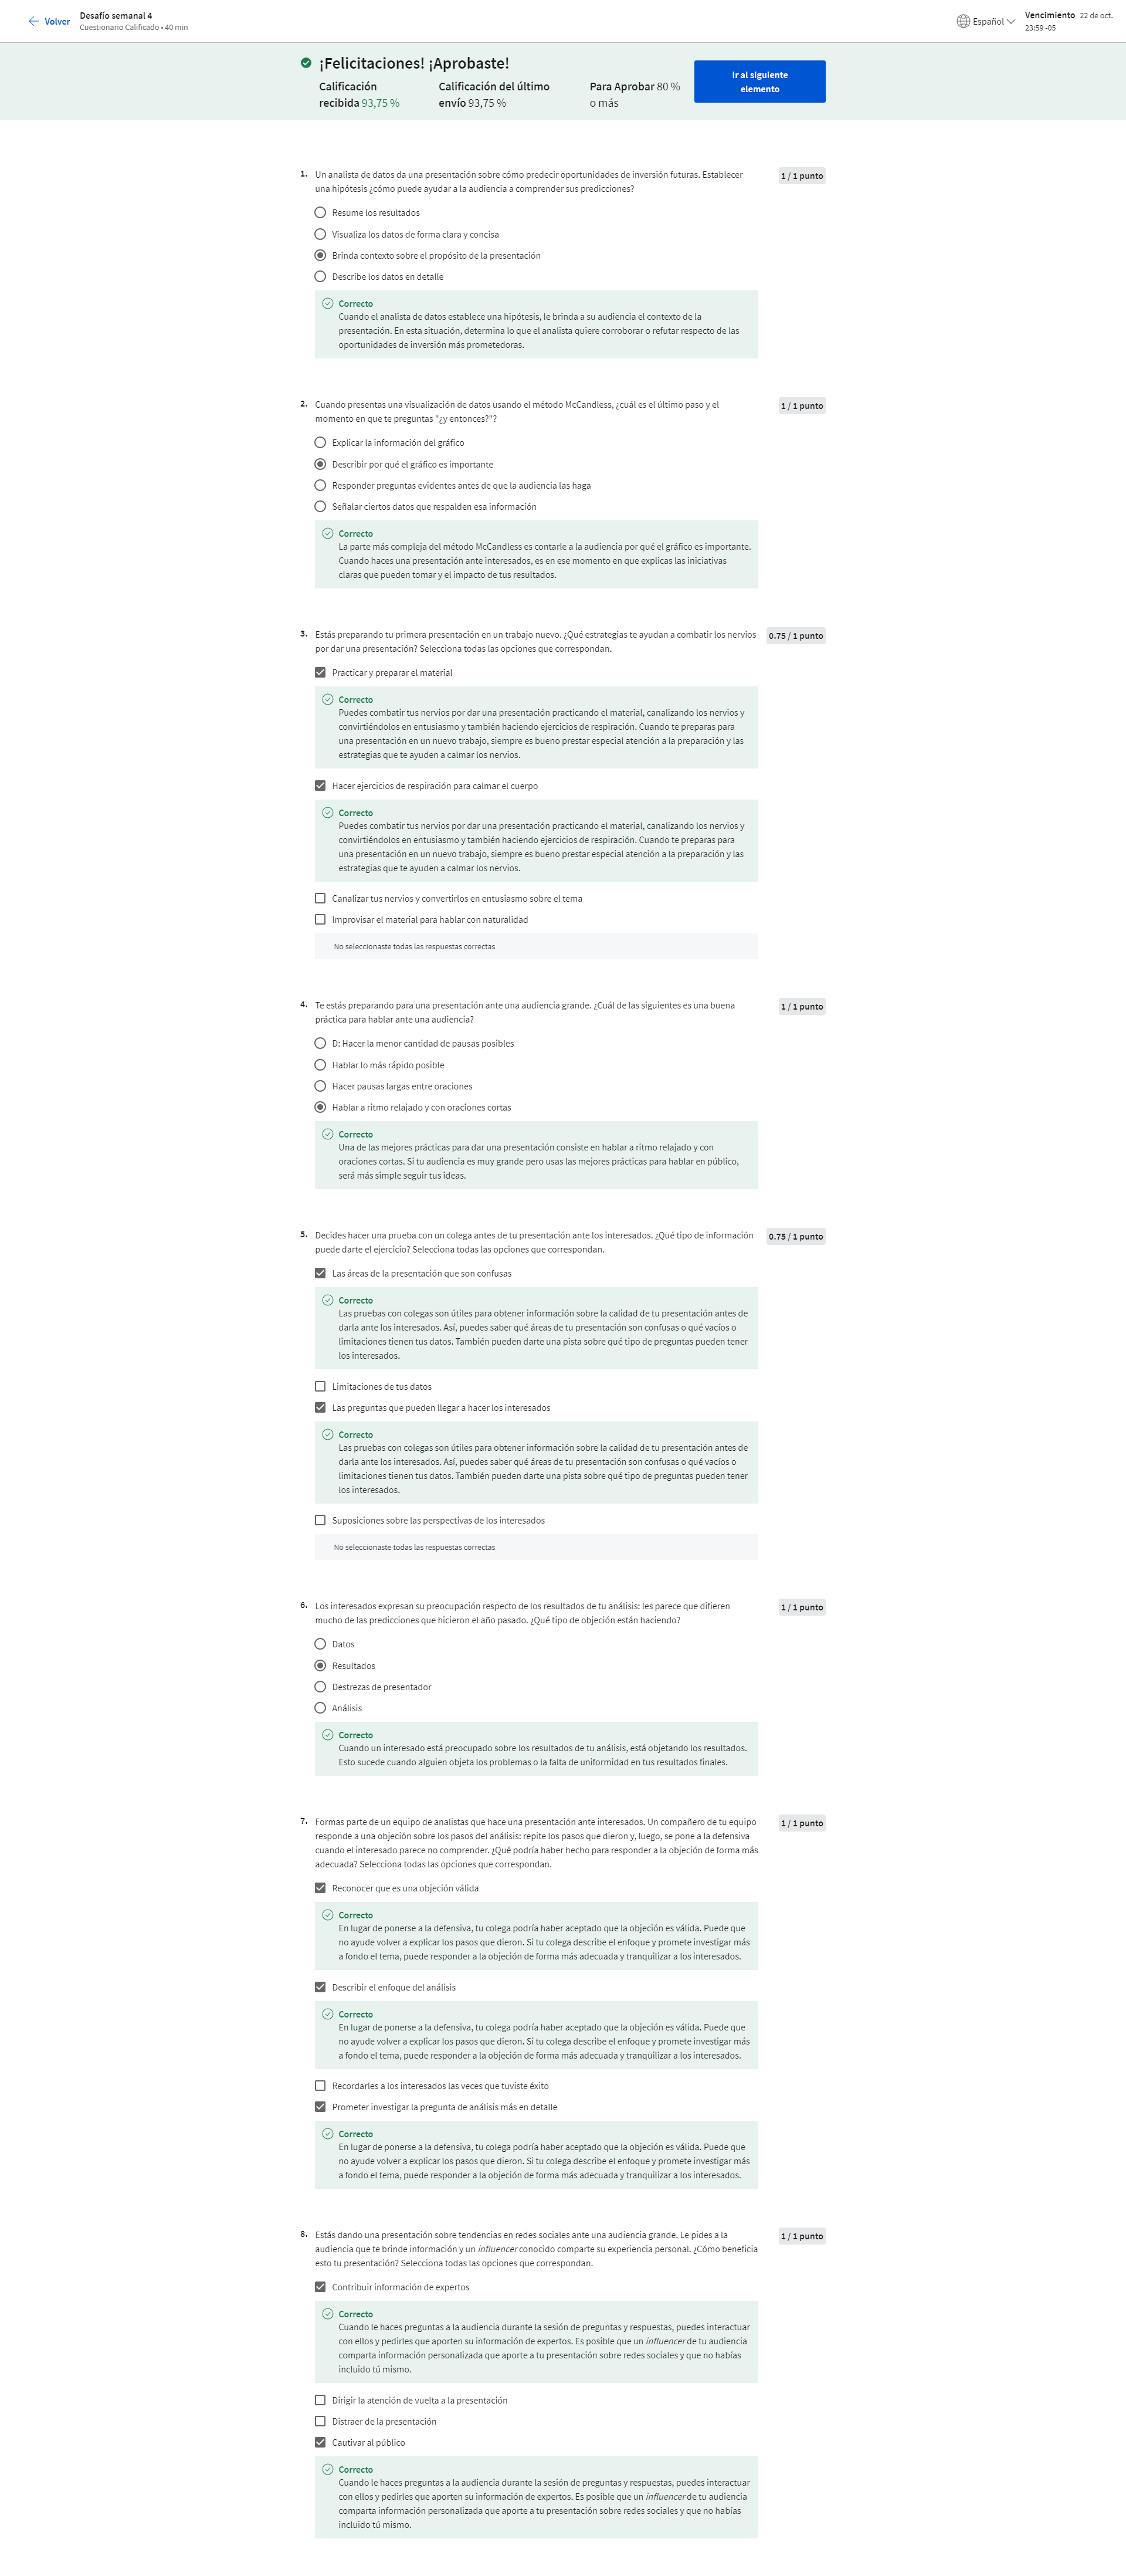 Volver
Desafío semanal 4
Cuestionario Calificado • 40 min
Español
Vencimiento 22 de oct.
23:59 -05
¡Felicitaciones! ¡Aprobaste!
Calificación
recibida 93,75 %
Calificación del último
envío 93,75 %
Para Aprobar 80 %
o más
Ir al siguiente
elemento
1. Un analista de datos da una presentación sobre cómo predecir oportunidades de inversión futuras. Establecer
una hipótesis ¿cómo puede ayudar a la audiencia a comprender sus predicciones?
1 / 1 punto
Resume los resultados
Visualiza los datos de forma clara y concisa
Brinda contexto sobre el propósito de la presentación
Describe los datos en detalle
Correcto
Cuando el analista de datos establece una hipótesis, le brinda a su audiencia el contexto de la
presentación. En esta situación, determina lo que el analista quiere corroborar o refutar respecto de las
oportunidades de inversión más prometedoras.
2. Cuando presentas una visualización de datos usando el método McCandless, ¿cuál es el último paso y el
momento en que te preguntas "¿y entonces?"?
1 / 1 punto
Explicar la información del gráfico
Describir por qué el gráfico es importante
Responder preguntas evidentes antes de que la audiencia las haga
Señalar ciertos datos que respalden esa información
Correcto
La parte más compleja del método McCandless es contarle a la audiencia por qué el gráfico es importante.
Cuando haces una presentación ante interesados, es en ese momento en que explicas las iniciativas
claras que pueden tomar y el impacto de tus resultados.
3. Estás preparando tu primera presentación en un trabajo nuevo. ¿Qué estrategias te ayudan a combatir los nervios
por dar una presentación? Selecciona todas las opciones que correspondan.
0.75 / 1 punto
Practicar y preparar el material
Correcto
Puedes combatir tus nervios por dar una presentación practicando el material, canalizando los nervios y
convirtiéndolos en entusiasmo y también haciendo ejercicios de respiración. Cuando te preparas para
una presentación en un nuevo trabajo, siempre es bueno prestar especial atención a la preparación y las
estrategias que te ayuden a calmar los nervios.
Hacer ejercicios de respiración para calmar el cuerpo
Correcto
Puedes combatir tus nervios por dar una presentación practicando el material, canalizando los nervios y
convirtiéndolos en entusiasmo y también haciendo ejercicios de respiración. Cuando te preparas para
una presentación en un nuevo trabajo, siempre es bueno prestar especial atención a la preparación y las
estrategias que te ayuden a calmar los nervios.
Canalizar tus nervios y convertirlos en entusiasmo sobre el tema
Improvisar el material para hablar con naturalidad
No seleccionaste todas las respuestas correctas
4. Te estás preparando para una presentación ante una audiencia grande. ¿Cuál de las siguientes es una buena
práctica para hablar ante una audiencia?
1 / 1 punto
D: Hacer la menor cantidad de pausas posibles
Hablar lo más rápido posible
Hacer pausas largas entre oraciones
Hablar a ritmo relajado y con oraciones cortas
Correcto
Una de las mejores prácticas para dar una presentación consiste en hablar a ritmo relajado y con
oraciones cortas. Si tu audiencia es muy grande pero usas las mejores prácticas para hablar en público,
será más simple seguir tus ideas.
5. Decides hacer una prueba con un colega antes de tu presentación ante los interesados. ¿Qué tipo de información
puede darte el ejercicio? Selecciona todas las opciones que correspondan.
0.75 / 1 punto
Las áreas de la presentación que son confusas
Correcto
Las pruebas con colegas son útiles para obtener información sobre la calidad de tu presentación antes de
darla ante los interesados. Así, puedes saber qué áreas de tu presentación son confusas o qué vacíos o
limitaciones tienen tus datos. También pueden darte una pista sobre qué tipo de preguntas pueden tener
los interesados.
Limitaciones de tus datos
Las preguntas que pueden llegar a hacer los interesados
Correcto
Las pruebas con colegas son útiles para obtener información sobre la calidad de tu presentación antes de
darla ante los interesados. Así, puedes saber qué áreas de tu presentación son confusas o qué vacíos o
limitaciones tienen tus datos. También pueden darte una pista sobre qué tipo de preguntas pueden tener
los interesados.
Suposiciones sobre las perspectivas de los interesados
No seleccionaste todas las respuestas correctas
6. Los interesados expresan su preocupación respecto de los resultados de tu análisis: les parece que difieren
mucho de las predicciones que hicieron el año pasado. ¿Qué tipo de objeción están haciendo?
1 / 1 punto
Datos
Resultados
Destrezas de presentador
Análisis
Correcto
Cuando un interesado está preocupado sobre los resultados de tu análisis, está objetando los resultados.
Esto sucede cuando alguien objeta los problemas o la falta de uniformidad en tus resultados finales.
7. Formas parte de un equipo de analistas que hace una presentación ante interesados. Un compañero de tu equipo
responde a una objeción sobre los pasos del análisis: repite los pasos que dieron y, luego, se pone a la defensiva
cuando el interesado parece no comprender. ¿Qué podría haber hecho para responder a la objeción de forma más
adecuada? Selecciona todas las opciones que correspondan.
1 / 1 punto
Reconocer que es una objeción válida
Correcto
En lugar de ponerse a la defensiva, tu colega podría haber aceptado que la objeción es válida. Puede que
no ayude volver a explicar los pasos que dieron. Si tu colega describe el enfoque y promete investigar más
a fondo el tema, puede responder a la objeción de forma más adecuada y tranquilizar a los interesados.
Describir el enfoque del análisis
Correcto
En lugar de ponerse a la defensiva, tu colega podría haber aceptado que la objeción es válida. Puede que
no ayude volver a explicar los pasos que dieron. Si tu colega describe el enfoque y promete investigar más
a fondo el tema, puede responder a la objeción de forma más adecuada y tranquilizar a los interesados.
Recordarles a los interesados las veces que tuviste éxito
Prometer investigar la pregunta de análisis más en detalle
Correcto
En lugar de ponerse a la defensiva, tu colega podría haber aceptado que la objeción es válida. Puede que
no ayude volver a explicar los pasos que dieron. Si tu colega describe el enfoque y promete investigar más
a fondo el tema, puede responder a la objeción de forma más adecuada y tranquilizar a los interesados.
8. Estás dando una presentación sobre tendencias en redes sociales ante una audiencia grande. Le pides a la
audiencia que te brinde información y un influencer conocido comparte su experiencia personal. ¿Cómo beneficia
esto tu presentación? Selecciona todas las opciones que correspondan.
1 / 1 punto
Contribuir información de expertos
Correcto
Cuando le haces preguntas a la audiencia durante la sesión de preguntas y respuestas, puedes interactuar
con ellos y pedirles que aporten su información de expertos. Es posible que un influencer de tu audiencia
comparta información personalizada que aporte a tu presentación sobre redes sociales y que no habías
incluido tú mismo.
Dirigir la atención de vuelta a la presentación
Distraer de la presentación
Cautivar al público
Correcto
Cuando le haces preguntas a la audiencia durante la sesión de preguntas y respuestas, puedes interactuar
con ellos y pedirles que aporten su información de expertos. Es posible que un influencer de tu audiencia
comparta información personalizada que aporte a tu presentación sobre redes sociales y que no habías
incluido tú mismo.